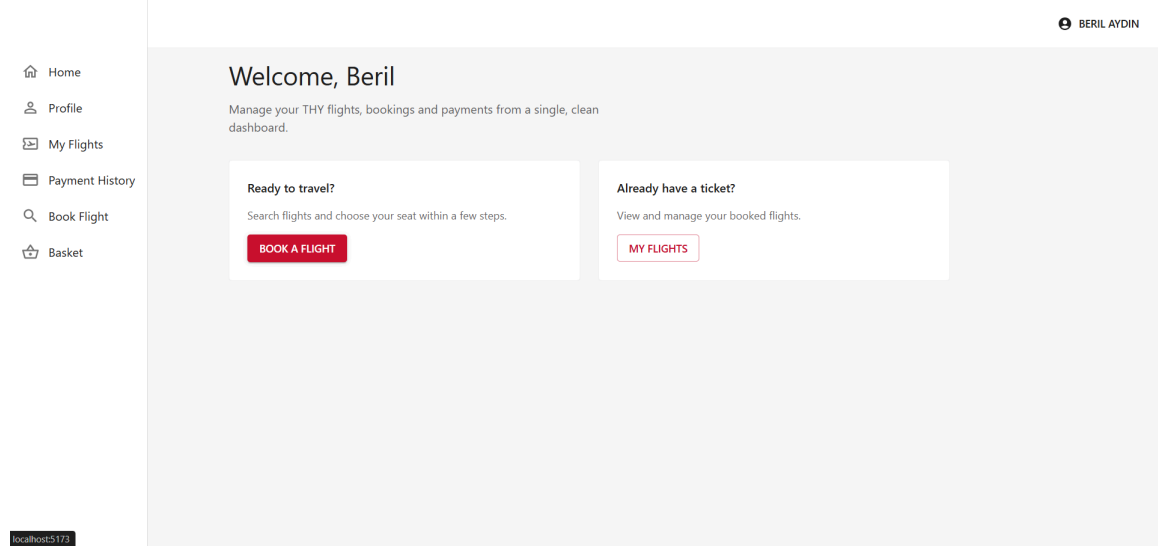 BERIL AYDIN
Home
Profile
My Flights
Payment History
Book Flight
Basket
Welcome, Beril
Manage your THY flights, bookings and payments from a single, clean
dashboard.
Ready to travel?
Search flights and choose your seat within a few steps.
BOOK A FLIGHT
Already have a ticket?
View and manage your booked flights.
MY FLIGHTS
localhost:5173